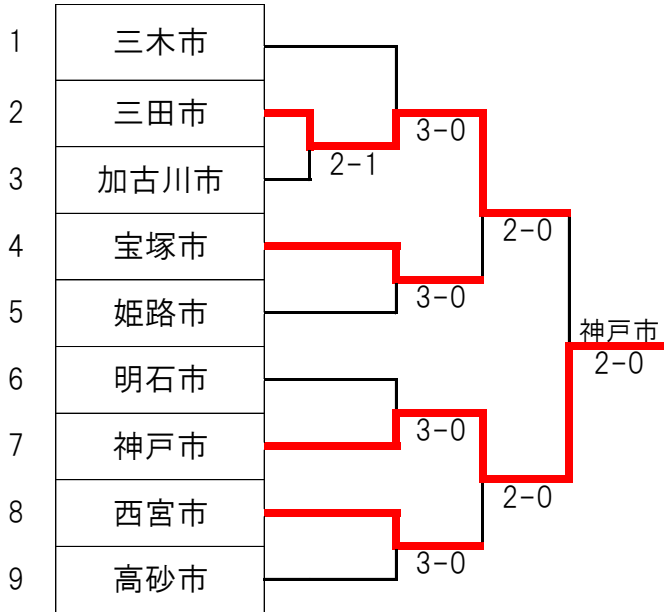 1 三木市
2 三田市
3 加古川市
4 宝塚市
5 姫路市
6 明石市
7 神戸市
8 西宮市
9 高砂市
2-1
3-0
3-0
3-0
3-0
2-0
2-0
神戸市
2-0